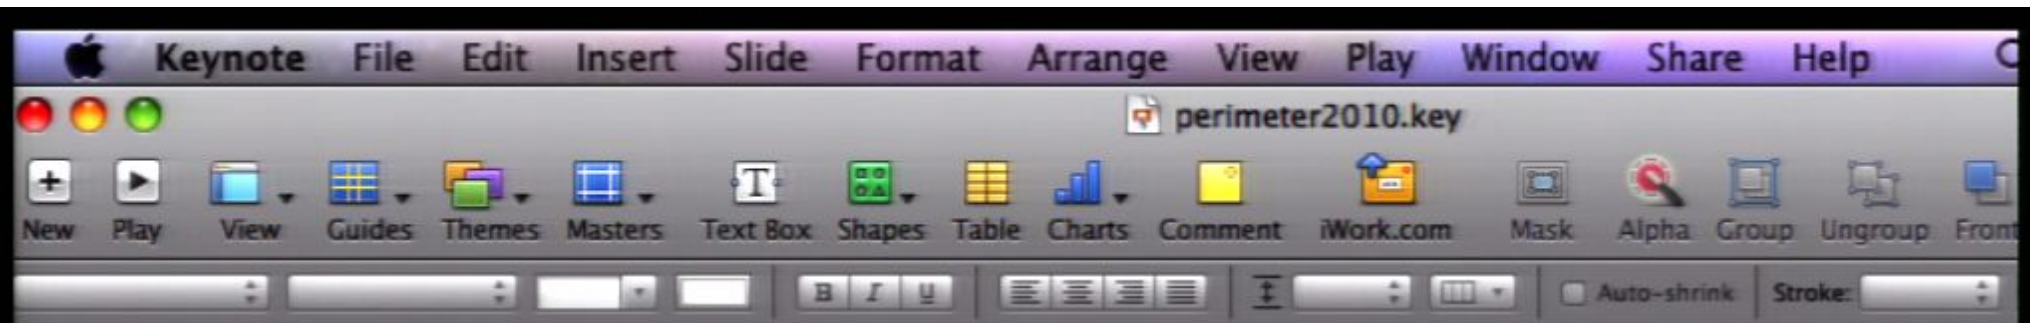 Keynote File Edit Insert Slide Format Arrange View Play Window Share Help
perimeter2010.key
New Play View Guides Themes Masters Text Box Shapes Table Charts Comment iWork.com Mask Alpha Group Ungroup Front
B I U Auto-shrink Stroke: